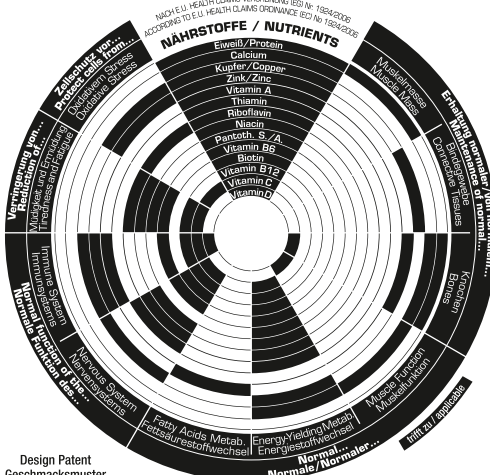 NACH E.U. HEALTH CLAIMS VERORDNUNG (EG) Nr. 1924/2006
ACCORDING TO E.U. HEALTH CLAIMS ORDINANCE (EC) No 1924/2006
NÄHRSTOFFE / NUTRIENTS
Eiweiß/Protein
Calcium
Kupfer/Copper
Zink/Zinc
Vitamin A
Thiamin
Riboflavin
Niacin
Pantoth. S./A.
Vitamin B6
Biotin
Vitamin B12
Vitamin C
Vitamin D
Muskelmasse
Muscle Mass
Erhaltung normaler
Maintenance of normal...
Bindegewebe
Connective Tissues
Knochen
Bones
Muscle Function
Muskelfunktion
trifft zu / applicable
Energy-Yielding Metab.
Energiestoffwechsel
Normal...
Normale/Normaler...
Fatty Acids Metab.
Fettsäurestoffwechsel
Nervous System
Nervensystems
Immune System
Immunsystems
Normal function of the...
Normale Funktion des...
Verringerung von...
Reduction of...
Müdigkeit und Ermüdung
Tiredness and Fatigue
Zellschutz vor...
Protect cells from...
Oxidativem Stress
Oxidative Stress
Design Patent
Geschmacksmuster